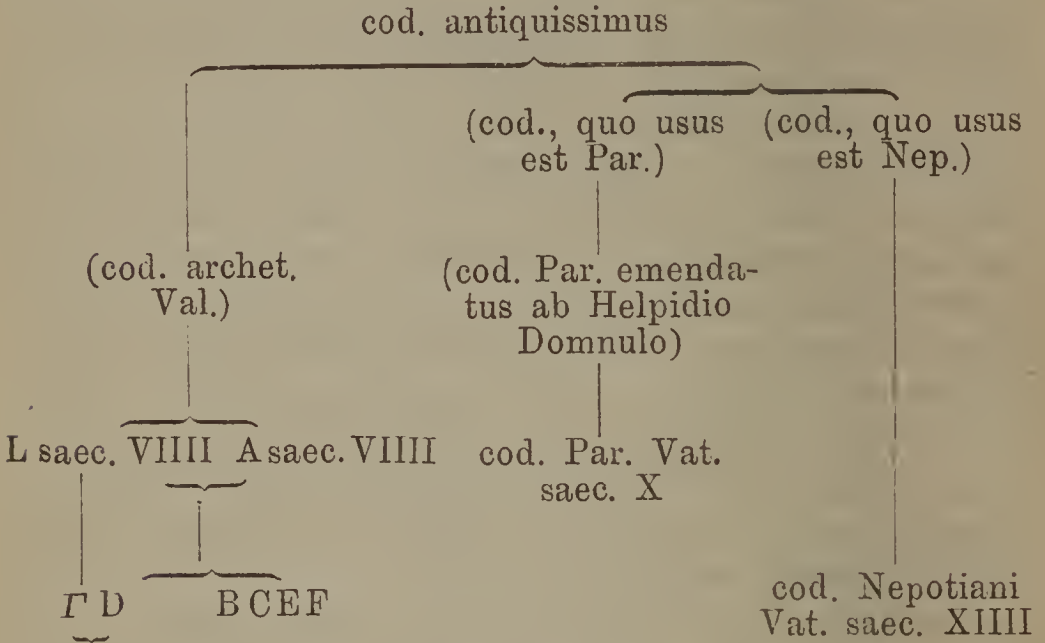 cod. antiquissimus
(cod., quo usus
est Par.)
(cod., quo usus
est Nep.)
(cod. archet.
Val.)
(cod. Par. emenda-
tus ab Helpidio
Domnulo)
L saec. VIIII A saec. VIIII
cod. Par. Vat.
saec. X
Γ D
B C E F
cod. Nepotiani
Vat. saec. XIIII